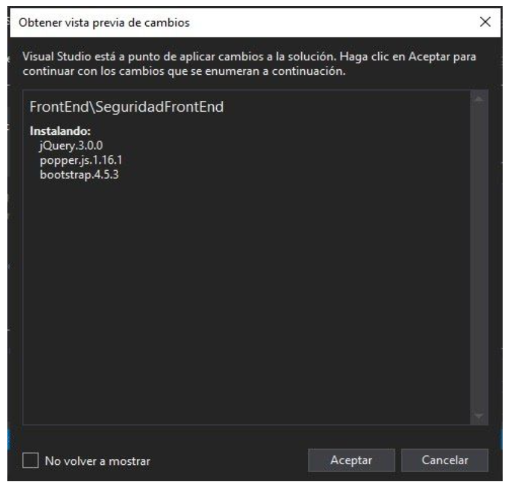 Obtener vista previa de cambios
Visual Studio está a punto de aplicar cambios a la solución. Haga clic en Aceptar para
continuar con los cambios que se enumeran a continuación.
FrontEnd\SeguridadFrontEnd
Instalando:
jQuery.3.0.0
popper.js.1.16.1
bootstrap.4.5.3
No volver a mostrar
Aceptar
Cancelar